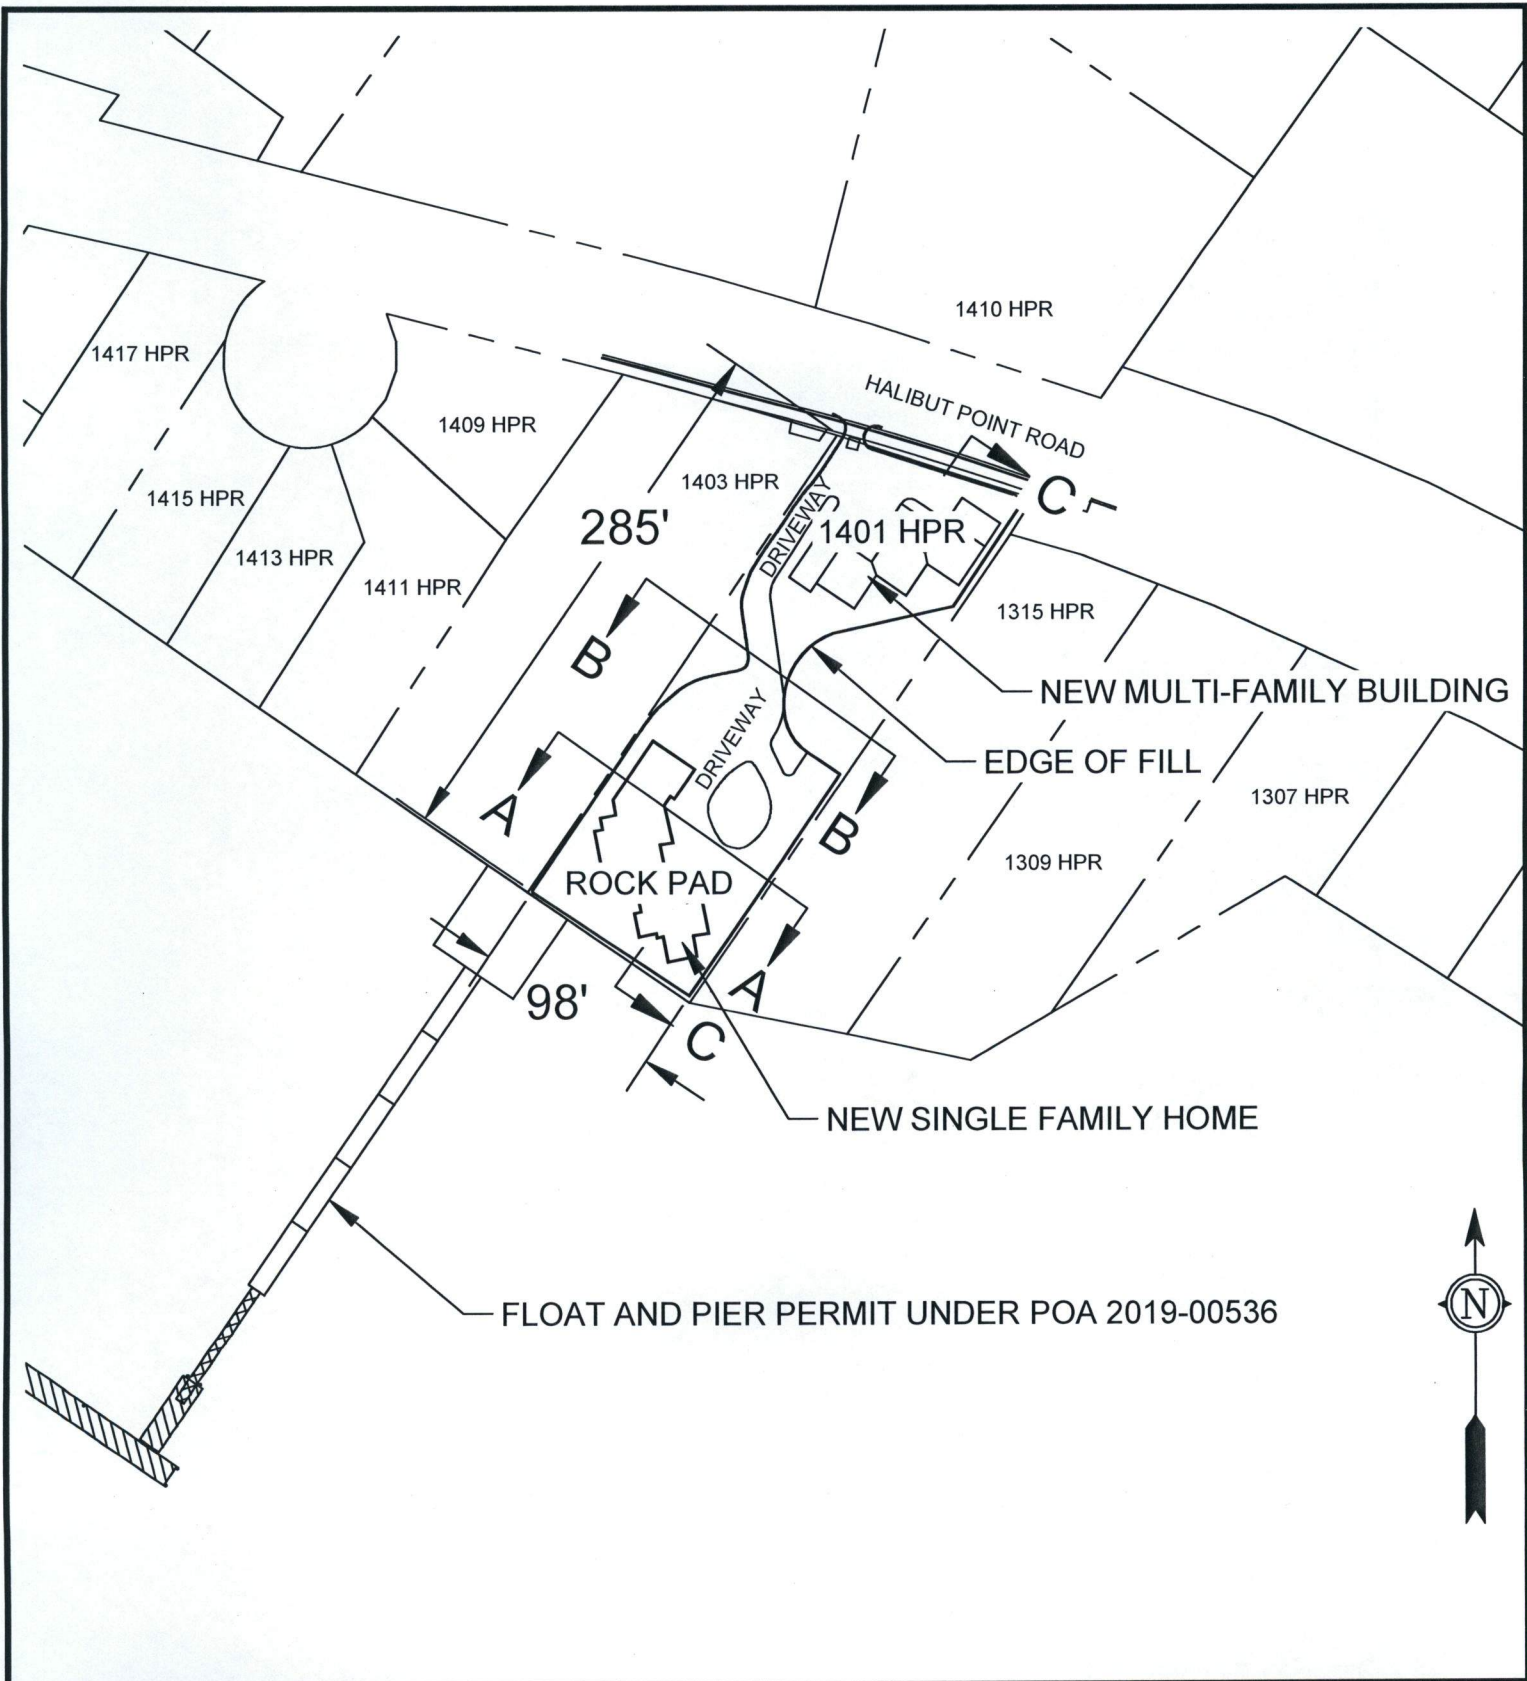 1410 HPR
1417 HPR
HALIBUT POINT ROAD
1409 HPR
1403 HPR
C
1415 HPR
285'
DRIVEWAY
1401 HPR
1413 HPR
1411 HPR
1315 HPR
B
NEW MULTI-FAMILY BUILDING
DRIVEWAY
EDGE OF FILL
1307 HPR
A
B
1309 HPR
ROCK PAD
98'
A
C
NEW SINGLE FAMILY HOME
FLOAT AND PIER PERMIT UNDER POA 2019-00536
N